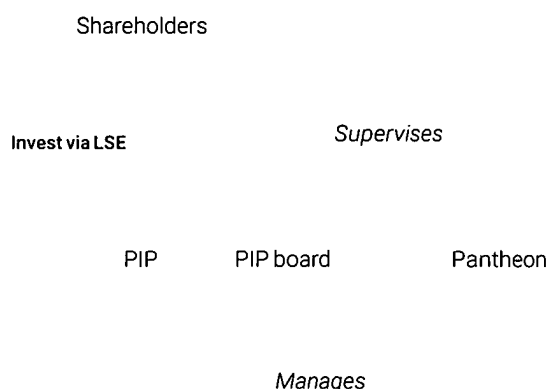 Shareholders
Supervises
Invest via LSE
PIP
PIP board
Pantheon
Manages